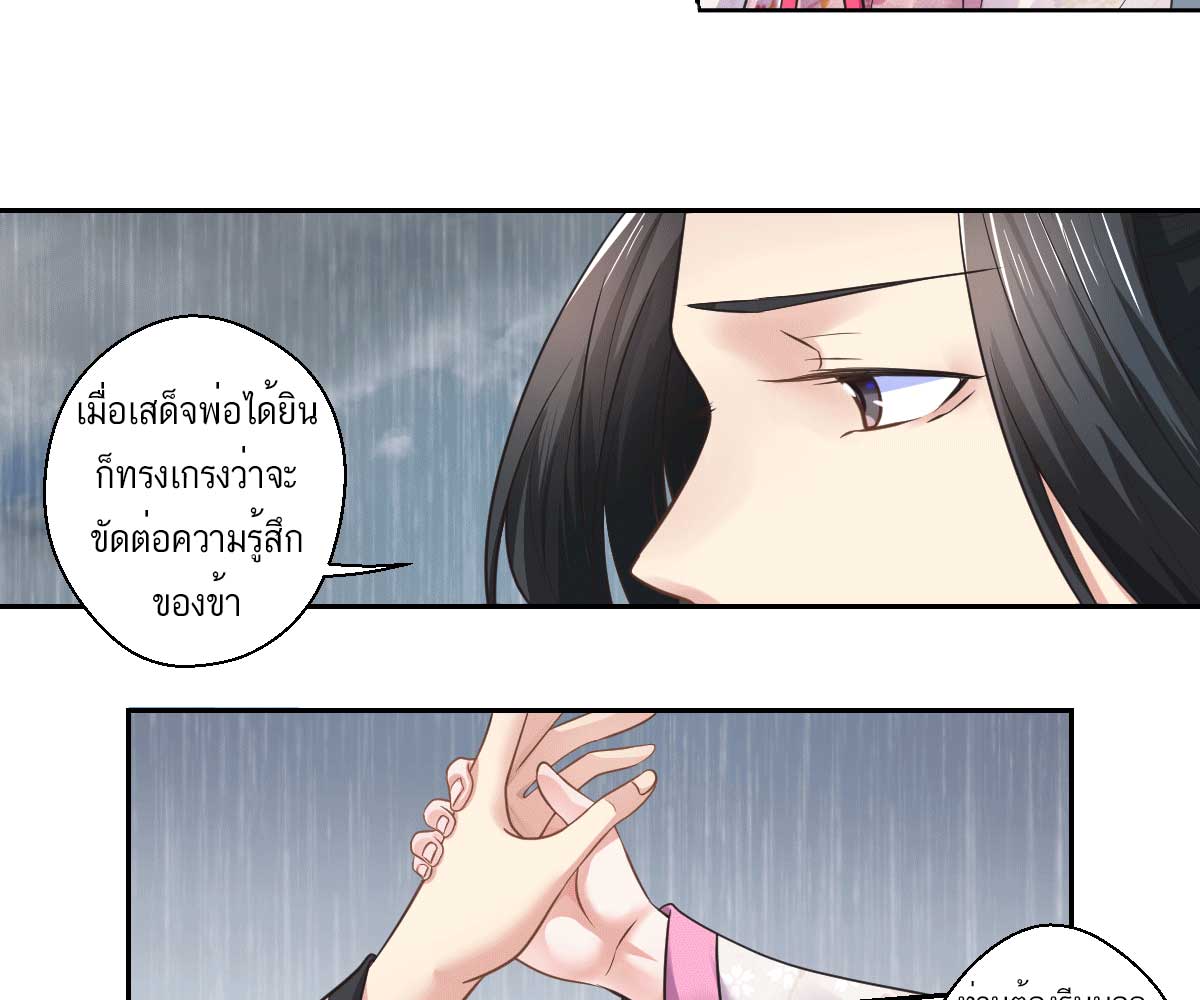 เมื่อเสด็จพ่อได้ยิน
ก็ทรงเกรงว่าจะ
ขัดต่อความรู้สึก
ของข้า